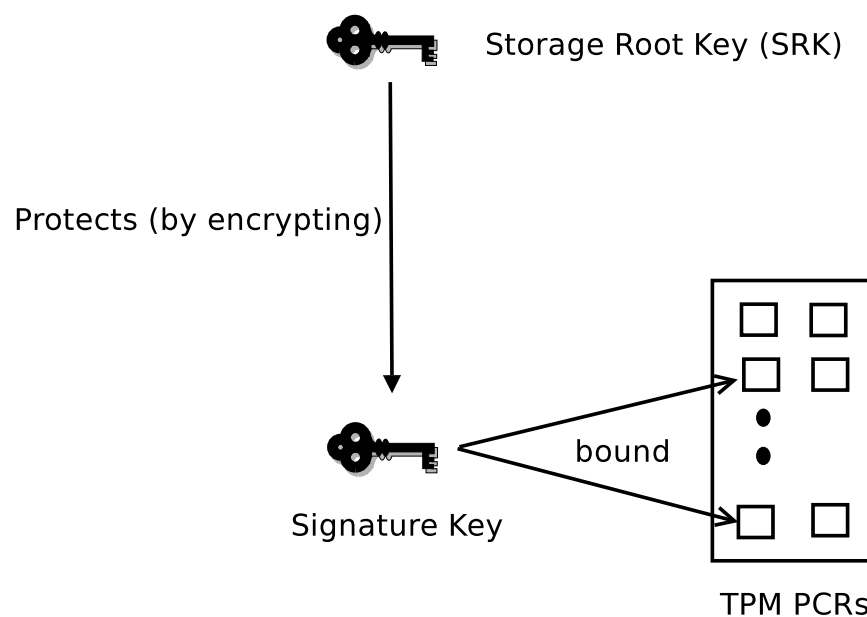 Storage Root Key (SRK)
Protects (by encrypting)
bound
Signature Key
TPM PCRs